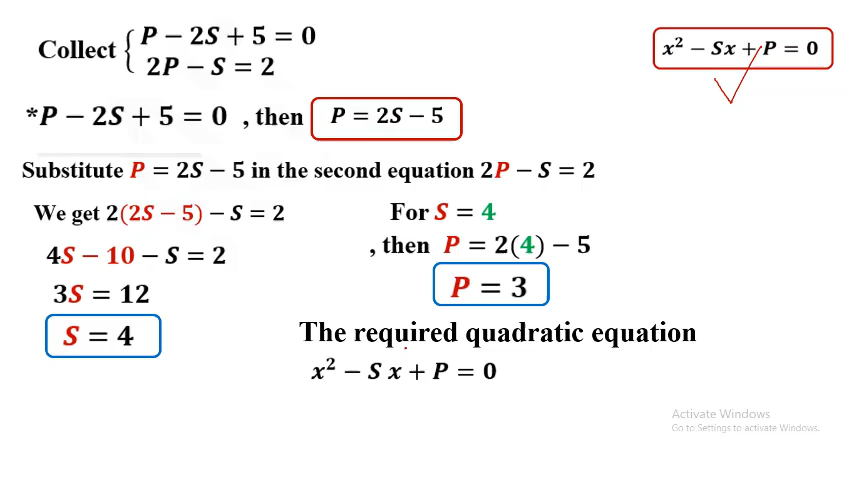 Collect { P − 2S + 5 = 0
2P − S = 2
x² − Sx + P = 0
*P − 2S + 5 = 0 , then P = 2S − 5
Substitute P = 2S − 5 in the second equation 2P − S = 2
We get 2(2S − 5) − S = 2
4S − 10 − S = 2
3S = 12
S = 4
For S = 4
, then P = 2(4) − 5
P = 3
The required quadratic equation
x² − S x + P = 0
Activate Windows
Go to Settings to activate Windows.